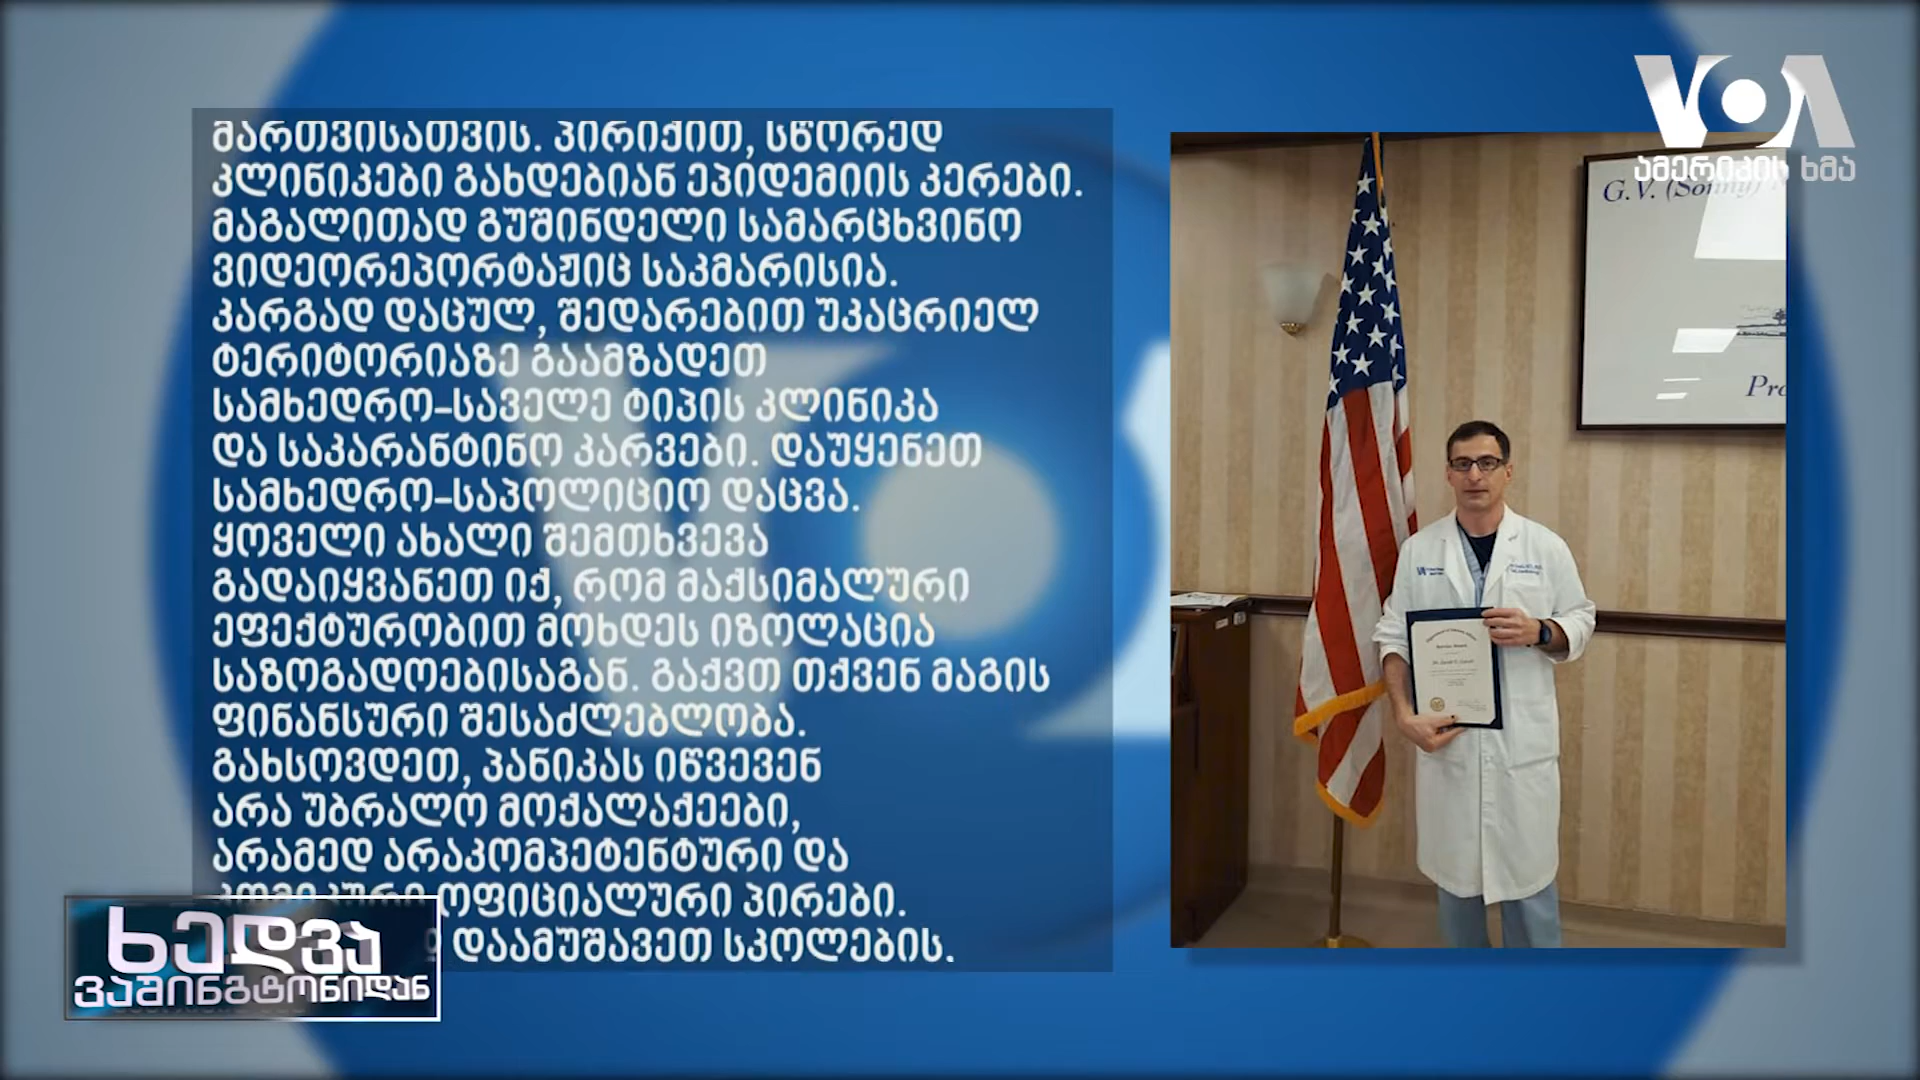 მართვისათვის. პირიქით, სწორედ
კლინიკები გახდებიან ეპიდემიის კერები.
მაგალითად გუშინდელი სამარცხვინო
ვიდეორეპორტაჟიც საკმარისია.
კარგად დაცულ, შედარებით უკაცრიელ
ტერიტორიაზე გაამზადეთ
სამხედრო-საველე ტიპის კლინიკა
და საკარანტინო კარვები. დაუყენეთ
სამხედრო-საპოლიციო დაცვა.
ყოველი ახალი შემთხვევა
გადაიყვანეთ იქ, რომ მაქსიმალური
ეფექტურობით მოხდეს იზოლაცია
საზოგადოებისაგან. გაქვთ თქვენ მაგის
ფინანსური შესაძლებლობა.
გახსოვდეთ, პანიკას იწვევენ
არა უბრალო მოქალაქეები,
არამედ არაკომპეტენტური და
ოფიციალური პირები.
დაამუშავეთ სკოლების.
ხედვა
ვაშინგტონიდან
VOA
ამერიკის ხმა
G.V. (Sonny)